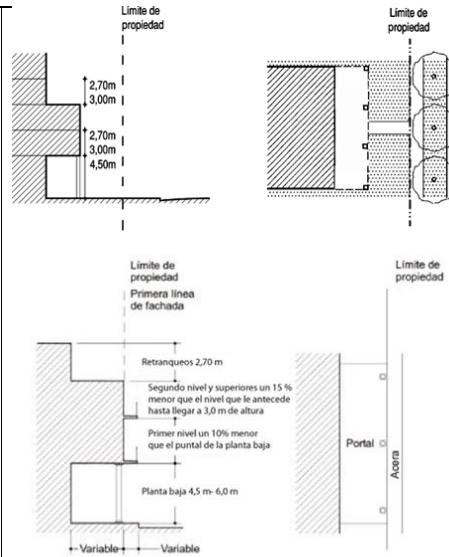 Límite de
propiedad
2,70m
3,00m
2,70m
3,00m
4,50m
Límite de
propiedad
Límite de
propiedad
Primera línea
de fachada
Retranqueos 2,70 m
Segundo nivel y superiores un 15 %
menor que el nivel que le antecede
hasta llegar a 3,0 m de altura
Primer nivel un 10% menor
que el puntal de la planta baja
Planta baja 4,5 m- 6,0 m
Variable
Variable
Límite de
propiedad
Portal
Acera